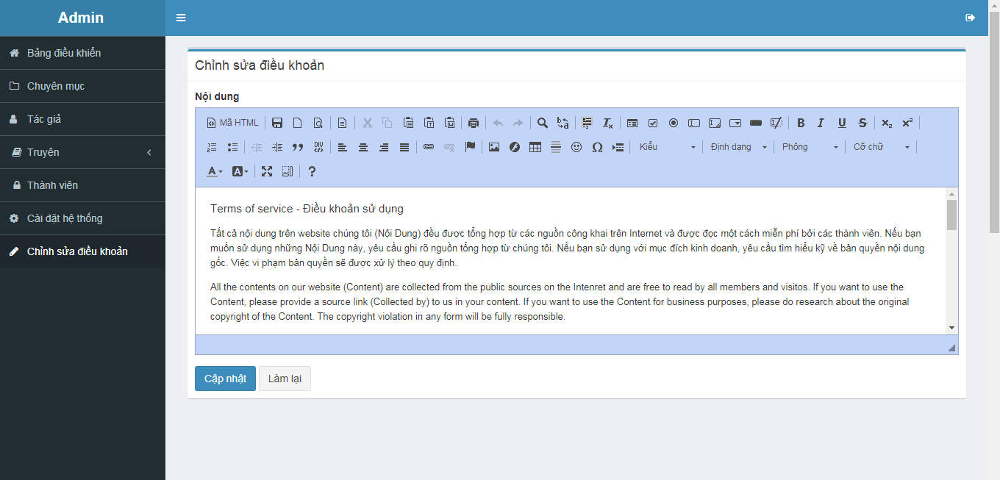 Admin
Bảng điều khiển
Chuyên mục
Tác giả
Truyện
Thành viên
Cài đặt hệ thống
Chỉnh sửa điều khoản
Chỉnh sửa điều khoản
Nội dung
Mã HTML
Kiểu Định dạng Phông Cỡ chữ
Terms of service - Điều khoản sử dụng
Tất cả nội dung trên website chúng tôi (Nội Dung) đều được tổng hợp từ các nguồn công khai trên Internet và được đọc một cách miễn phí bởi các thành viên. Nếu bạn
muốn sử dụng những Nội Dung này, yêu cầu ghi rõ nguồn tổng hợp từ chúng tôi. Nếu bạn sử dụng với mục đích kinh doanh, yêu cầu tìm hiểu kỹ về bản quyền nội dung
gốc. Việc vi phạm bản quyền sẽ được xử lý theo quy định.
All the contents on our website (Content) are collected from the public sources on the Intenret and are free to read by all members and visitos. If you want to use the
Content, please provide a source link (Collected by) to us in your content. If you want to use the Content for business purposes, please do research about the original
copyright of the Content. The copyright violation in any form will be fully responsible.
Cập nhật Làm lại